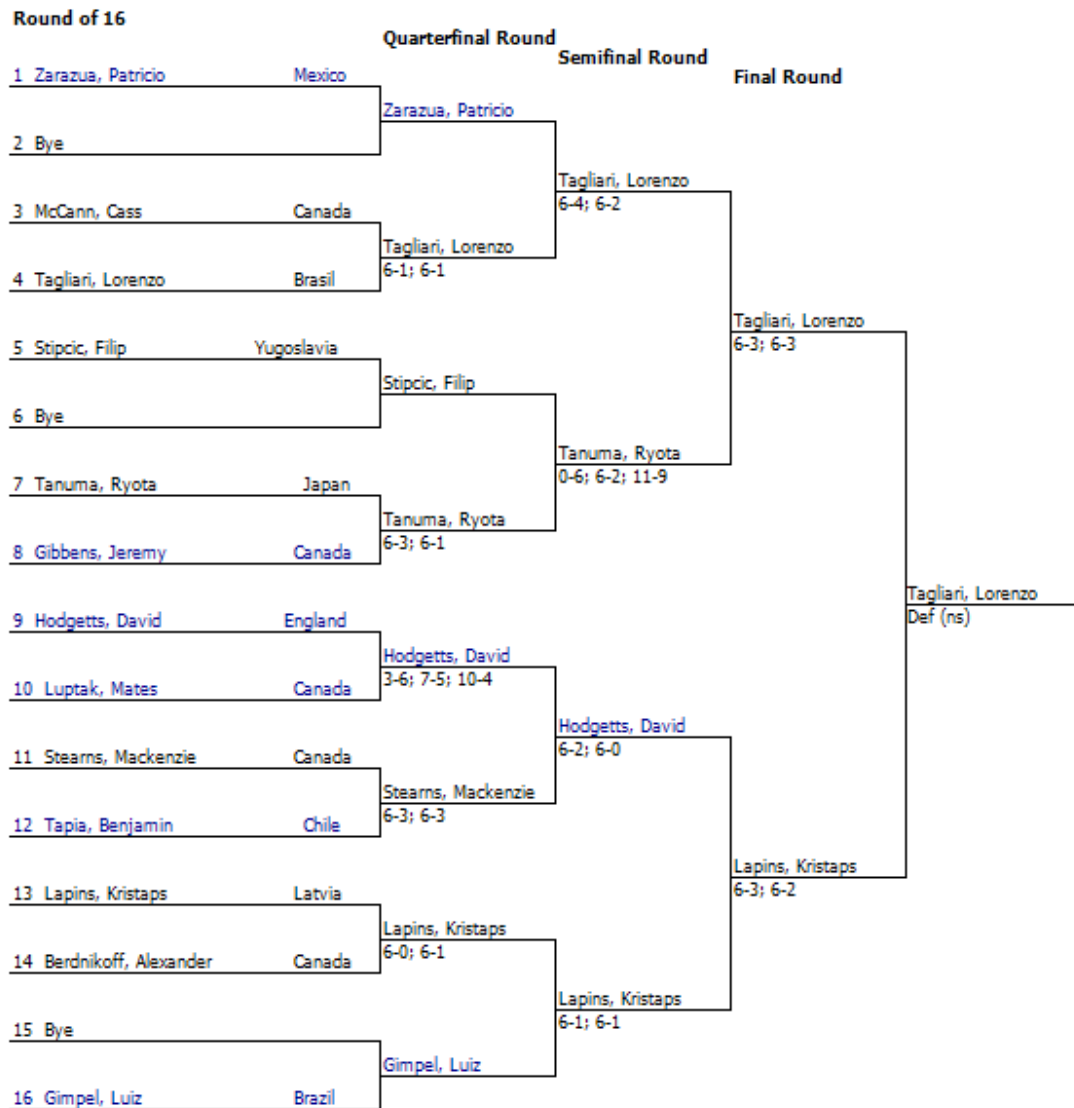 Round of 16
Quarterfinal Round
Semifinal Round
Final Round
1 Zarazua, Patricio Mexico
Zarazua, Patricio
2 Bye
Tagliari, Lorenzo
6-4; 6-2
3 McCann, Cass Canada
Tagliari, Lorenzo
6-1; 6-1
4 Tagliari, Lorenzo Brasil
Tagliari, Lorenzo
6-3; 6-3
5 Stipcic, Filip Yugoslavia
Stipcic, Filip
6 Bye
Tanuma, Ryota
0-6; 6-2; 11-9
7 Tanuma, Ryota Japan
Tanuma, Ryota
6-3; 6-1
8 Gibbens, Jeremy Canada
Tagliari, Lorenzo
Def (ns)
9 Hodgetts, David England
Hodgetts, David
3-6; 7-5; 10-4
10 Luptak, Mates Canada
Hodgetts, David
6-2; 6-0
11 Stearns, Mackenzie Canada
Stearns, Mackenzie
6-3; 6-3
12 Tapia, Benjamin Chile
Lapins, Kristaps
6-3; 6-2
13 Lapins, Kristaps Latvia
Lapins, Kristaps
6-0; 6-1
14 Berdnikoff, Alexander Canada
Lapins, Kristaps
6-1; 6-1
15 Bye
Gimpel, Luiz
16 Gimpel, Luiz Brazil